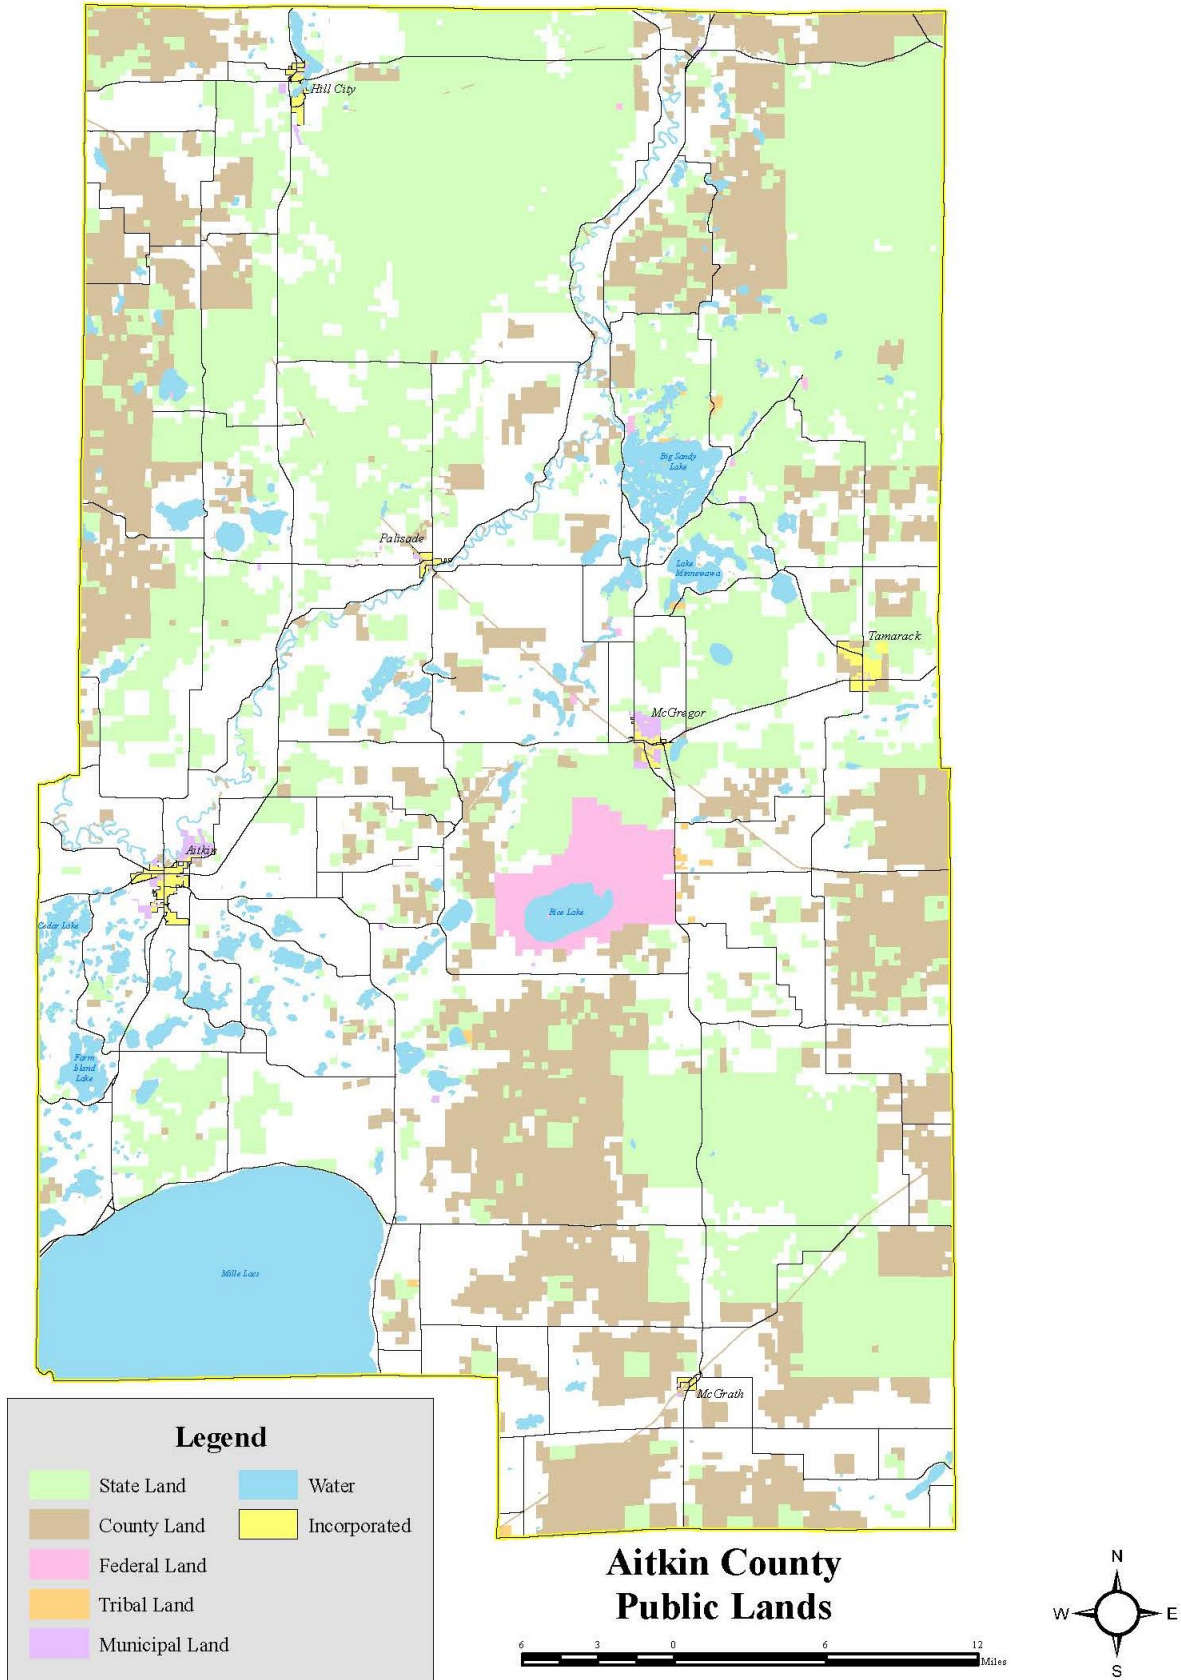 Hill City
Big Sandy
Lake
Palisade
Lake
Minnewawa
Tamarack
McGregor
Aitkin
Rice Lake
Cedar Lake
Farm
Island
Lake
Mille Lacs
McGrath
Legend
State Land
Water
County Land
Incorporated
Federal Land
Tribal Land
Municipal Land
Aitkin County
Public Lands
6 3 0 6 12
Miles
N
W E
S